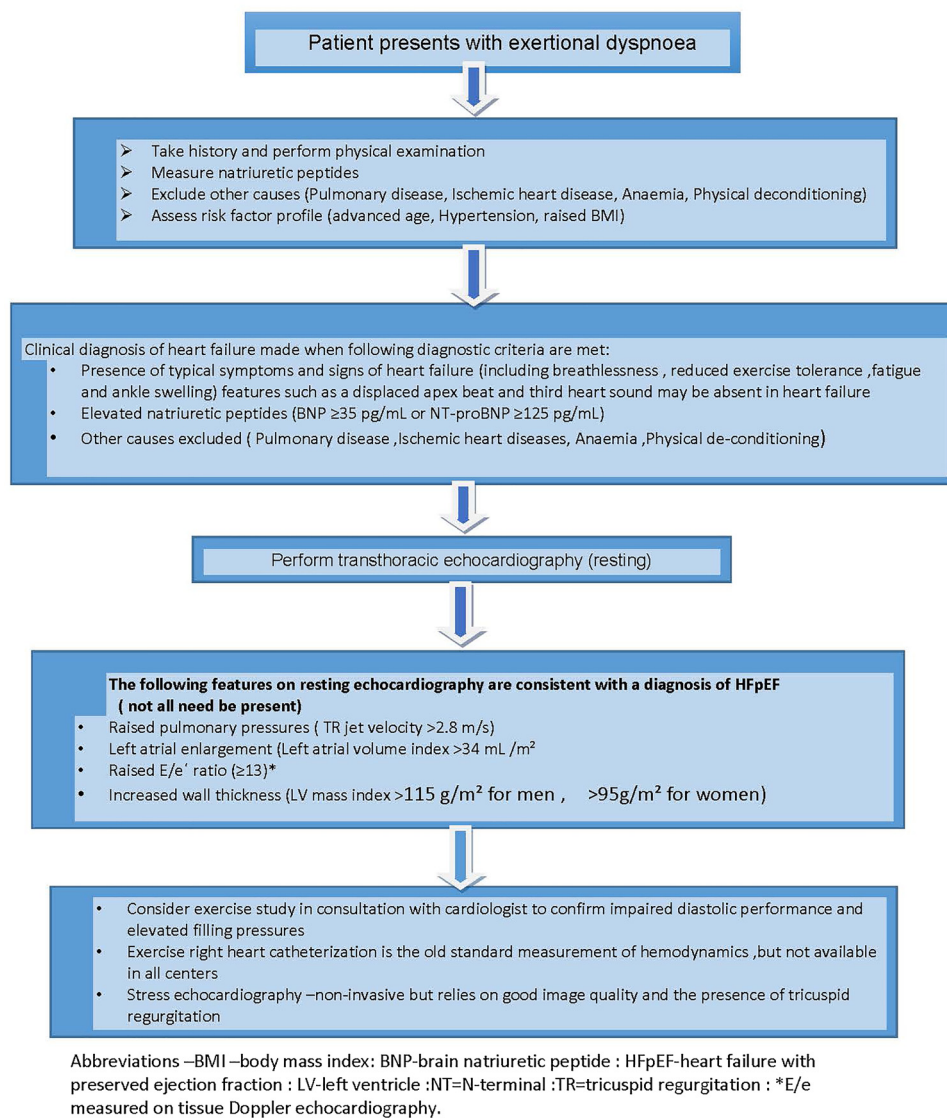 Patient presents with exertional dyspnoea
➢ Take history and perform physical examination
➢ Measure natriuretic peptides
➢ Exclude other causes (Pulmonary disease, Ischemic heart disease, Anaemia, Physical deconditioning)
➢ Assess risk factor profile (advanced age, Hypertension, raised BMI)
Clinical diagnosis of heart failure made when following diagnostic criteria are met:
• Presence of typical symptoms and signs of heart failure (including breathlessness , reduced exercise tolerance ,fatigue
and ankle swelling) features such as a displaced apex beat and third heart sound may be absent in heart failure
• Elevated natriuretic peptides (BNP ≥35 pg/mL or NT-proBNP ≥125 pg/mL)
• Other causes excluded ( Pulmonary disease ,Ischemic heart diseases, Anaemia ,Physical de-conditioning)
Perform transthoracic echocardiography (resting)
The following features on resting echocardiography are consistent with a diagnosis of HFpEF
( not all need be present)
• Raised pulmonary pressures ( TR jet velocity >2.8 m/s)
• Left atrial enlargement (Left atrial volume index >34 mL /m²
• Raised E/e′ ratio (≥13)*
• Increased wall thickness (LV mass index >115 g/m² for men , >95g/m² for women)
• Consider exercise study in consultation with cardiologist to confirm impaired diastolic performance and
elevated filling pressures
• Exercise right heart catheterization is the old standard measurement of hemodynamics ,but not available
in all centers
• Stress echocardiography –non-invasive but relies on good image quality and the presence of tricuspid
regurgitation
Abbreviations –BMI –body mass index: BNP-brain natriuretic peptide : HFpEF-heart failure with
preserved ejection fraction : LV-left ventricle :NT=N-terminal :TR=tricuspid regurgitation : *E/e
measured on tissue Doppler echocardiography.